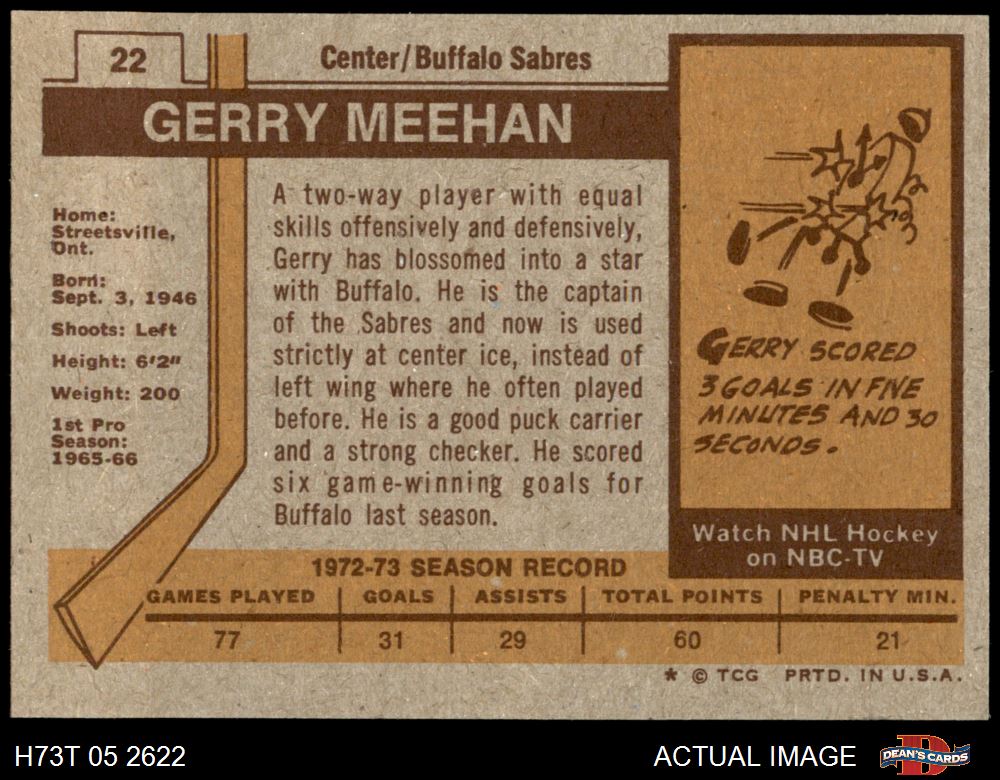 22
Center/Buffalo Sabres
GERRY MEEHAN
Home:
Streetsville,
Ont.
Born:
Sept. 3, 1946
Shoots: Left
Height: 6'2"
Weight: 200
1st Pro
Season:
1965-66
A two-way player with equal
skills offensively and defensively,
Gerry has blossomed into a star
with Buffalo. He is the captain
of the Sabres and now is used
strictly at center ice, instead of
left wing where he often played
before. He is a good puck carrier
and a strong checker. He scored
six game-winning goals for
Buffalo last season.
GERRY SCORED
3 GOALS IN FIVE
MINUTES AND 30
SECONDS.
Watch NHL Hockey
on NBC-TV
1972-73 SEASON RECORD
GAMES PLAYED GOALS ASSISTS TOTAL POINTS PENALTY MIN.
77 31 29 60 21
* © TCG PRTD. IN U.S.A.
H73T 05 2622
ACTUAL IMAGE
DEAN'S CARDS